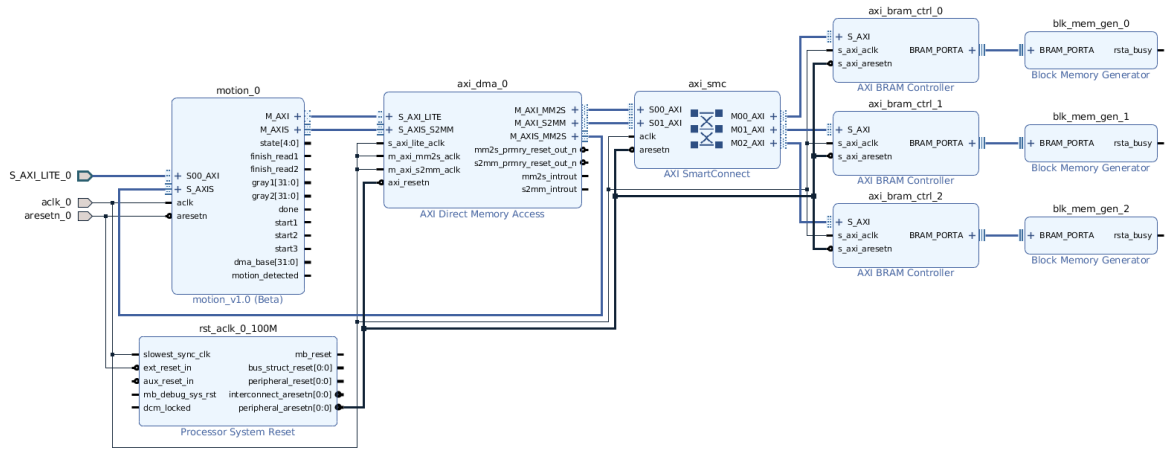 axi_bram_ctrl_0
S_AXI
s_axi_aclk
s_axi_aresetn
BRAM_PORTA
AXI BRAM Controller
blk_mem_gen_0
BRAM_PORTA
rsta_busy
Block Memory Generator
motion_0
M_AXI
M_AXIS
state[4:0]
finish_read1
finish_read2
S00_AXI
gray1[31:0]
S_AXIS
gray2[31:0]
aclk
done
aresetn
start1
start2
start3
dma_base[31:0]
motion_detected
motion_v1.0 (Beta)
S_AXI_LITE_0
aclk_0
aresetn_0
axi_dma_0
S_AXI_LITE
S_AXIS_S2MM
s_axi_lite_aclk
m_axi_mm2s_aclk
m_axi_s2mm_aclk
axi_resetn
M_AXI_MM2S
M_AXI_S2MM
M_AXIS_MM2S
mm2s_prmry_reset_out_n
s2mm_prmry_reset_out_n
mm2s_introut
s2mm_introut
AXI Direct Memory Access
axi_smc
S00_AXI
S01_AXI
aclk
aresetn
M00_AXI
M01_AXI
M02_AXI
AXI SmartConnect
axi_bram_ctrl_1
S_AXI
s_axi_aclk
s_axi_aresetn
BRAM_PORTA
AXI BRAM Controller
blk_mem_gen_1
BRAM_PORTA
rsta_busy
Block Memory Generator
axi_bram_ctrl_2
S_AXI
s_axi_aclk
s_axi_aresetn
BRAM_PORTA
AXI BRAM Controller
blk_mem_gen_2
BRAM_PORTA
rsta_busy
Block Memory Generator
rst_aclk_0_100M
slowest_sync_clk
ext_reset_in
aux_reset_in
mb_debug_sys_rst
dcm_locked
mb_reset
bus_struct_reset[0:0]
peripheral_reset[0:0]
interconnect_aresetn[0:0]
peripheral_aresetn[0:0]
Processor System Reset